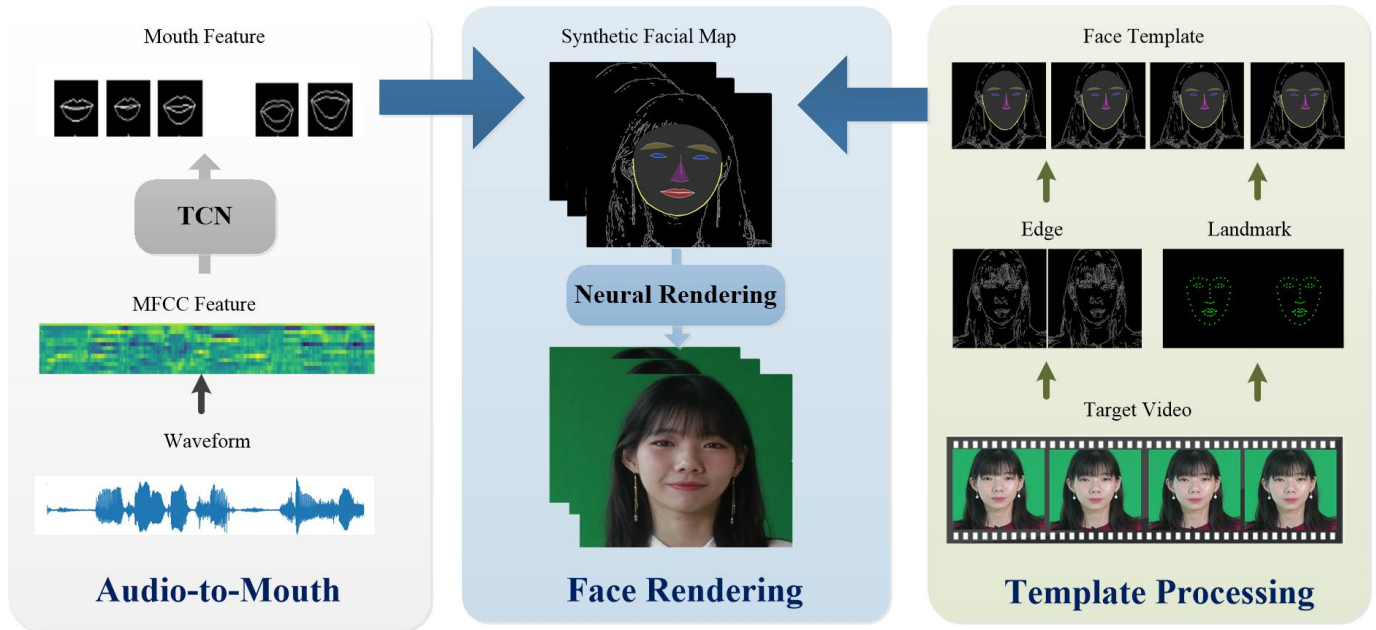 Mouth Feature
TCN
MFCC Feature
Waveform
Audio-to-Mouth
Synthetic Facial Map
Neural Rendering
Face Rendering
Face Template
Edge
Landmark
Target Video
Template Processing